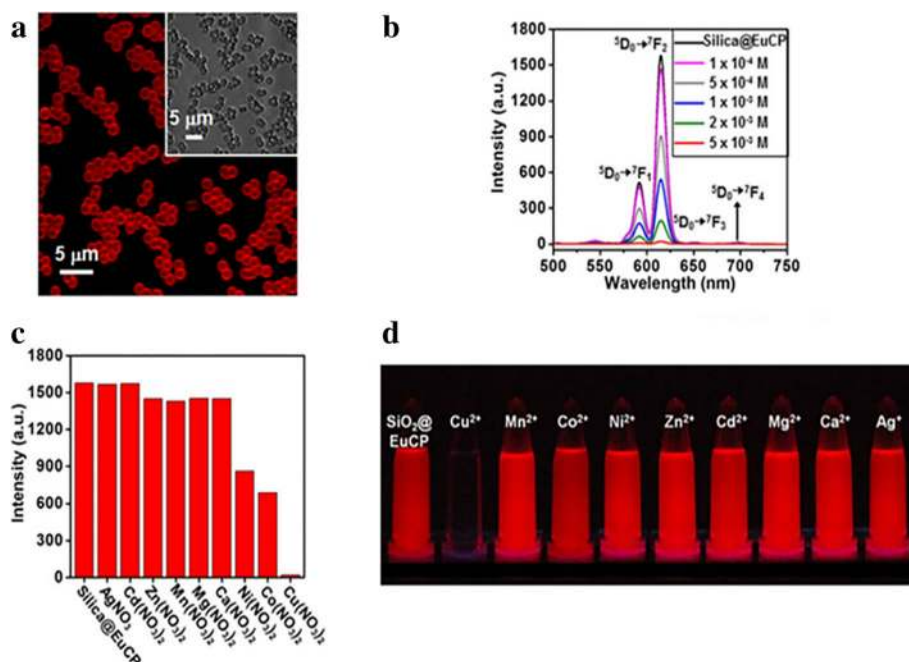 a
5 μm
5 μm
b
Intensity (a.u.)
1800
1500
1200
900
600
300
0
⁵D₀→⁷F₂
⁵D₀→⁷F₁
⁵D₀→⁷F₃
⁵D₀→⁷F₄
Silica@EuCP
1 x 10⁻⁴ M
5 x 10⁻⁴ M
1 x 10⁻³ M
2 x 10⁻³ M
5 x 10⁻³ M
500 550 600 650 700 750
Wavelength (nm)
c
Intensity (a.u.)
1800
1500
1200
900
600
300
0
Silica@EuCP
AgNO₃
Cd(NO₃)₂
Zn(NO₃)₂
Mn(NO₃)₂
Mg(NO₃)₂
Ca(NO₃)₂
Ni(NO₃)₂
Co(NO₃)₂
Cu(NO₃)₂
d
SiO₂@ Cu²⁺ Mn²⁺ Co²⁺ Ni²⁺ Zn²⁺ Cd²⁺ Mg²⁺ Ca²⁺ Ag⁺
EuCP